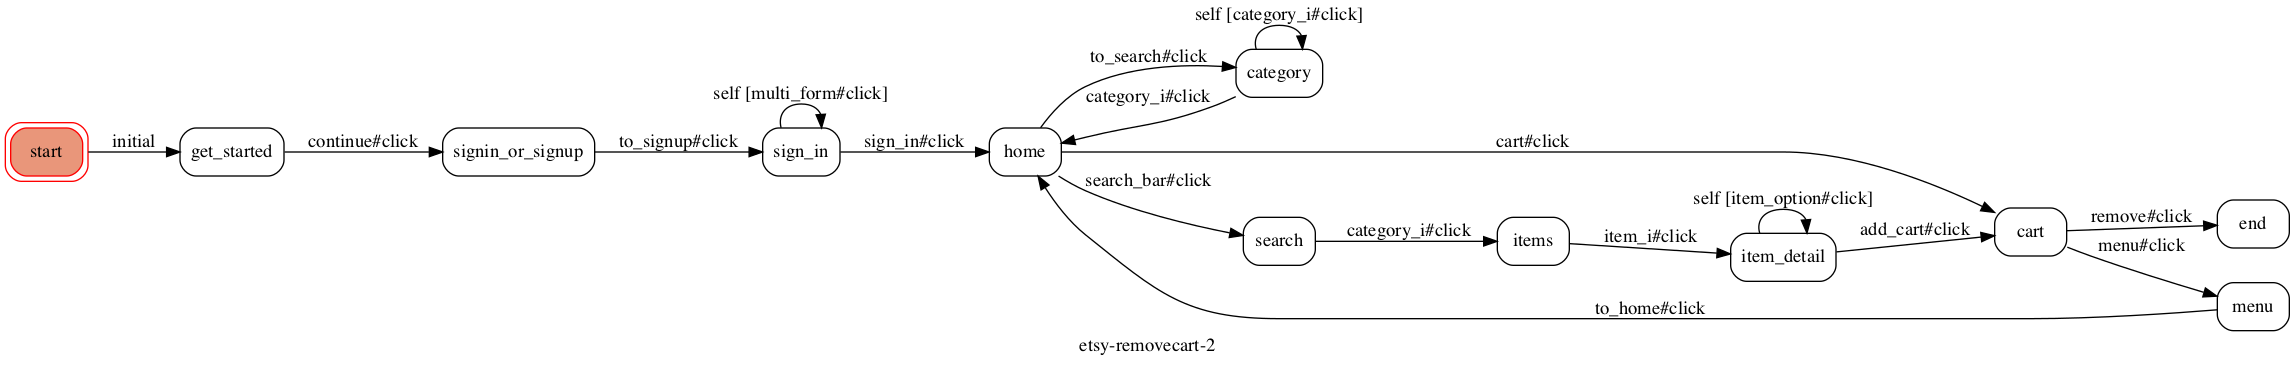 self [category_i#click]
to_search#click
category
self [multi_form#click]
category_i#click
start
initial
get_started
continue#click
signin_or_signup
to_signup#click
sign_in
sign_in#click
home
cart#click
search_bar#click
self [item_option#click]
search
category_i#click
items
item_i#click
item_detail
add_cart#click
cart
remove#click
end
menu#click
to_home#click
menu
etsy-removecart-2